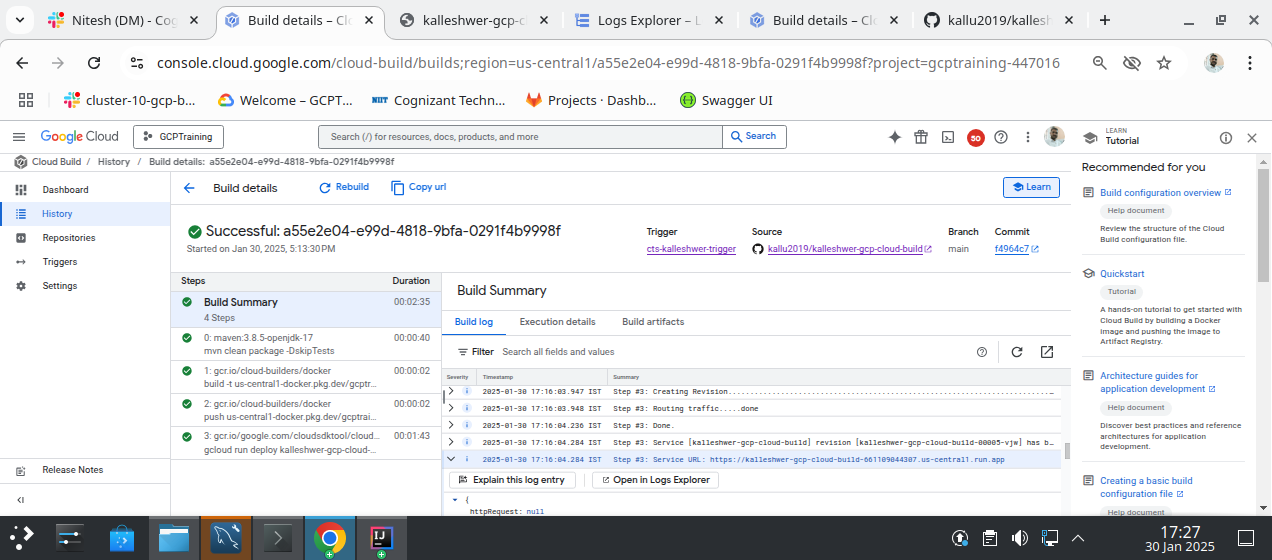 Nitesh (DM) - Cog
Build details – Clo
kalleshwer-gcp-c
Logs Explorer – L
Build details – Clo
kallu2019/kallesh
console.cloud.google.com/cloud-build/builds;region=us-central1/a55e2e04-e99d-4818-9bfa-0291f4b9998f?project=gcptraining-447016
cluster-10-gcp-b...
Welcome – GCPT...
NIIT
Cognizant Techn...
Projects · Dashb...
Swagger UI
Google Cloud
GCPTraining
Search (/) for resources, docs, products, and more
Search
50
LEARN
Tutorial
Cloud Build / History / Build details: a55e2e04-e99d-4818-9bfa-0291f4b9998f
Dashboard
History
Repositories
Triggers
Settings
Release Notes
Build details
Rebuild
Copy url
Learn
Successful: a55e2e04-e99d-4818-9bfa-0291f4b9998f
Started on Jan 30, 2025, 5:13:30 PM
Trigger
cts-kalleshwer-trigger
Source
kallu2019/kalleshwer-gcp-cloud-build
Branch
main
Commit
f4964c7
Steps
Duration
Build Summary
00:02:35
4 Steps
0: maven:3.8.5-openjdk-17
00:00:40
mvn clean package -DskipTests
1: gcr.io/cloud-builders/docker
00:00:02
build -t us-central1-docker.pkg.dev/gcptr...
2: gcr.io/cloud-builders/docker
00:00:02
push us-central1-docker.pkg.dev/gcptrai...
3: gcr.io/google.com/cloudsdktool/cloud...
00:01:43
gcloud run deploy kalleshwer-gcp-cloud-...
Build Summary
Build log
Execution details
Build artifacts
Filter
Search all fields and values
Severity
Timestamp
Summary
2025-01-30 17:16:03.947 IST Step #3: Creating Revision...........................................................................…
2025-01-30 17:16:03.948 IST Step #3: Routing traffic.....done
2025-01-30 17:16:04.236 IST Step #3: Done.
2025-01-30 17:16:04.284 IST Step #3: Service [kalleshwer-gcp-cloud-build] revision [kalleshwer-gcp-cloud-build-00005-vjw] has b…
2025-01-30 17:16:04.284 IST Step #3: Service URL: https://kalleshwer-gcp-cloud-build-661109044307.us-central1.run.app
Explain this log entry
Open in Logs Explorer
{
httpRequest: null
Recommended for you
Build configuration overview
Help document
Review the structure of the Cloud
Build configuration file.
Quickstart
Tutorial
A hands-on tutorial to get started with
Cloud Build by building a Docker
image and pushing the image to
Artifact Registry.
Architecture guides for
application development
Help document
Discover best practices and reference
architectures for application
development.
Creating a basic build
configuration file
Help document
IJ
17:27
30 Jan 2025